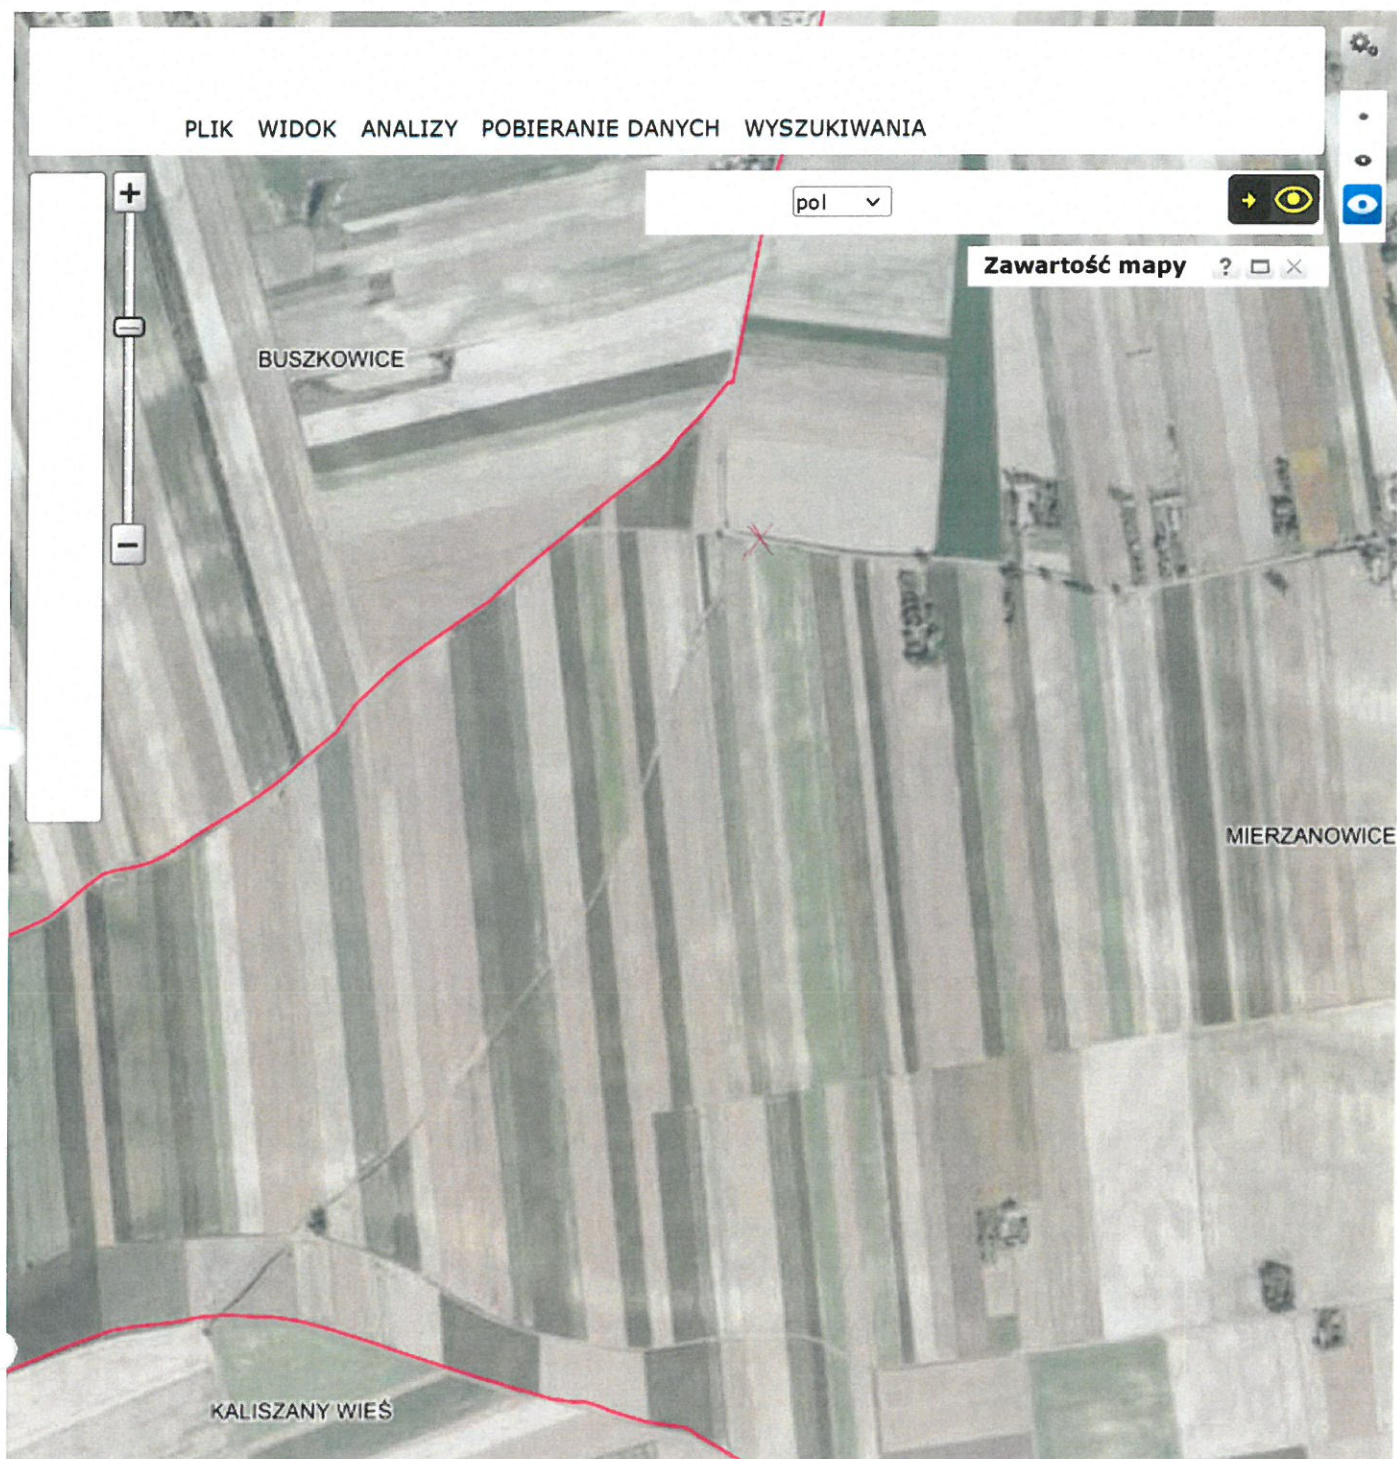 PLIK WIDOK ANALIZY POBIERANIE DANYCH WYSZUKIWANIA
pol
Zawartość mapy ?
BUSZKOWICE
MIERZANOWICE
KALISZANY WIEŚ